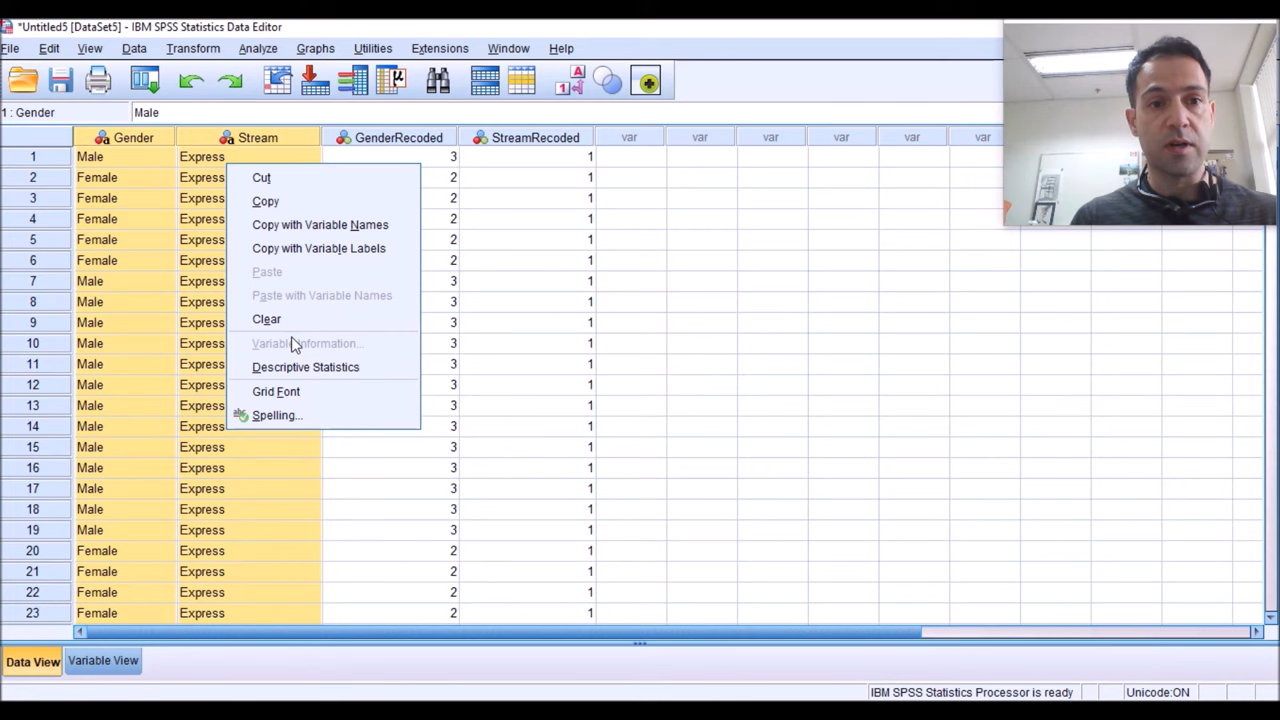 *Untitled5 [DataSet5] - IBM SPSS Statistics Data Editor
File Edit View Data Transform Analyze Graphs Utilities Extensions Window Help
1 : Gender Male
Gender Stream GenderRecoded StreamRecoded var var var var var var
1 Male Express 3 1
2 Female Express 2 1
3 Female Express 2 1
4 Female Express 2 1
5 Female Express 2 1
6 Female Express 2 1
7 Male Express 3 1
8 Male Express 3 1
9 Male Express 3 1
10 Male Express 3 1
11 Male Express 3 1
12 Male Express 3 1
13 Male Express 3 1
14 Male Express 3 1
15 Male Express 3 1
16 Male Express 3 1
17 Male Express 3 1
18 Male Express 3 1
19 Male Express 3 1
20 Female Express 2 1
21 Female Express 2 1
22 Female Express 2 1
23 Female Express 2 1
Cut
Copy
Copy with Variable Names
Copy with Variable Labels
Paste
Paste with Variable Names
Clear
Variable Information...
Descriptive Statistics
Grid Font
Spelling...
Data View Variable View
IBM SPSS Statistics Processor is ready Unicode:ON